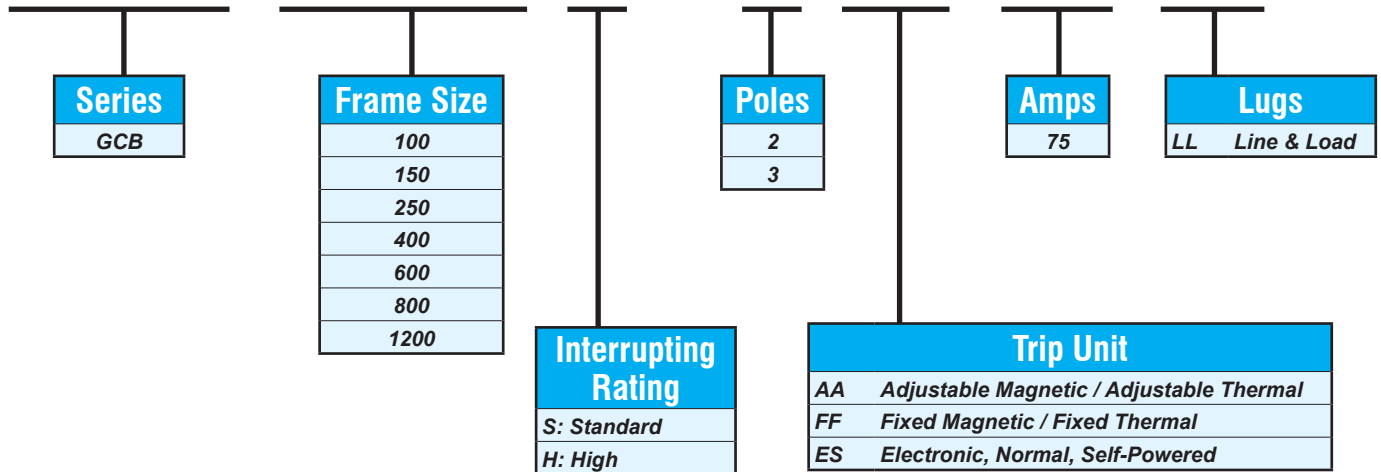 Series
GCB
Frame Size
100
150
250
400
600
800
1200
Interrupting
Rating
S: Standard
H: High
Poles
2
3
Trip Unit
AA Adjustable Magnetic / Adjustable Thermal
FF Fixed Magnetic / Fixed Thermal
ES Electronic, Normal, Self-Powered
Amps
75
Lugs
LL Line & Load